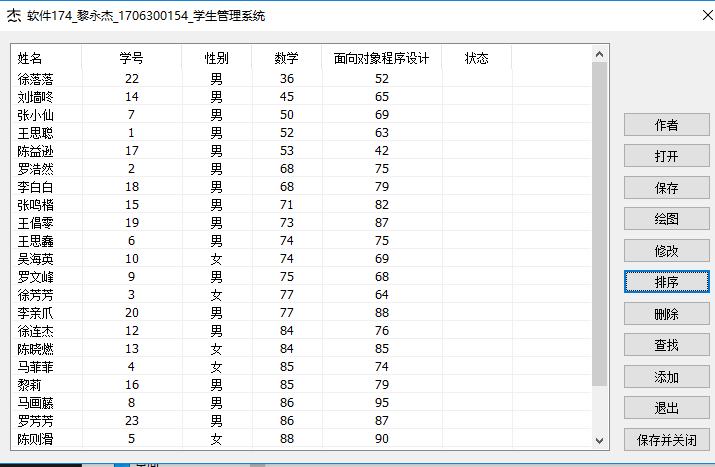 杰 软件174_黎永杰_1706300154_学生管理系统
姓名 学号 性别 数学 面向对象程序设计 状态
徐落落 22 男 36 52
刘墙咚 14 男 45 65
张小仙 7 男 50 69
王思聪 1 男 52 63
陈益逊 17 男 53 42
罗浩然 2 男 68 75
李白白 18 男 68 79
张鸣楷 15 男 71 82
王倡零 19 男 73 87
王思鑫 6 男 74 75
吴海英 10 女 74 69
罗文峰 9 男 75 68
徐芳芳 3 女 77 64
李亲爪 20 男 77 88
徐连杰 12 男 84 76
陈晓燃 13 女 84 85
马菲菲 4 女 85 74
黎莉 16 男 85 79
马画藤 8 男 86 95
罗芳芳 23 男 86 87
陈则滑 5 女 88 90
作者
打开
保存
绘图
修改
排序
删除
查找
添加
退出
保存并关闭